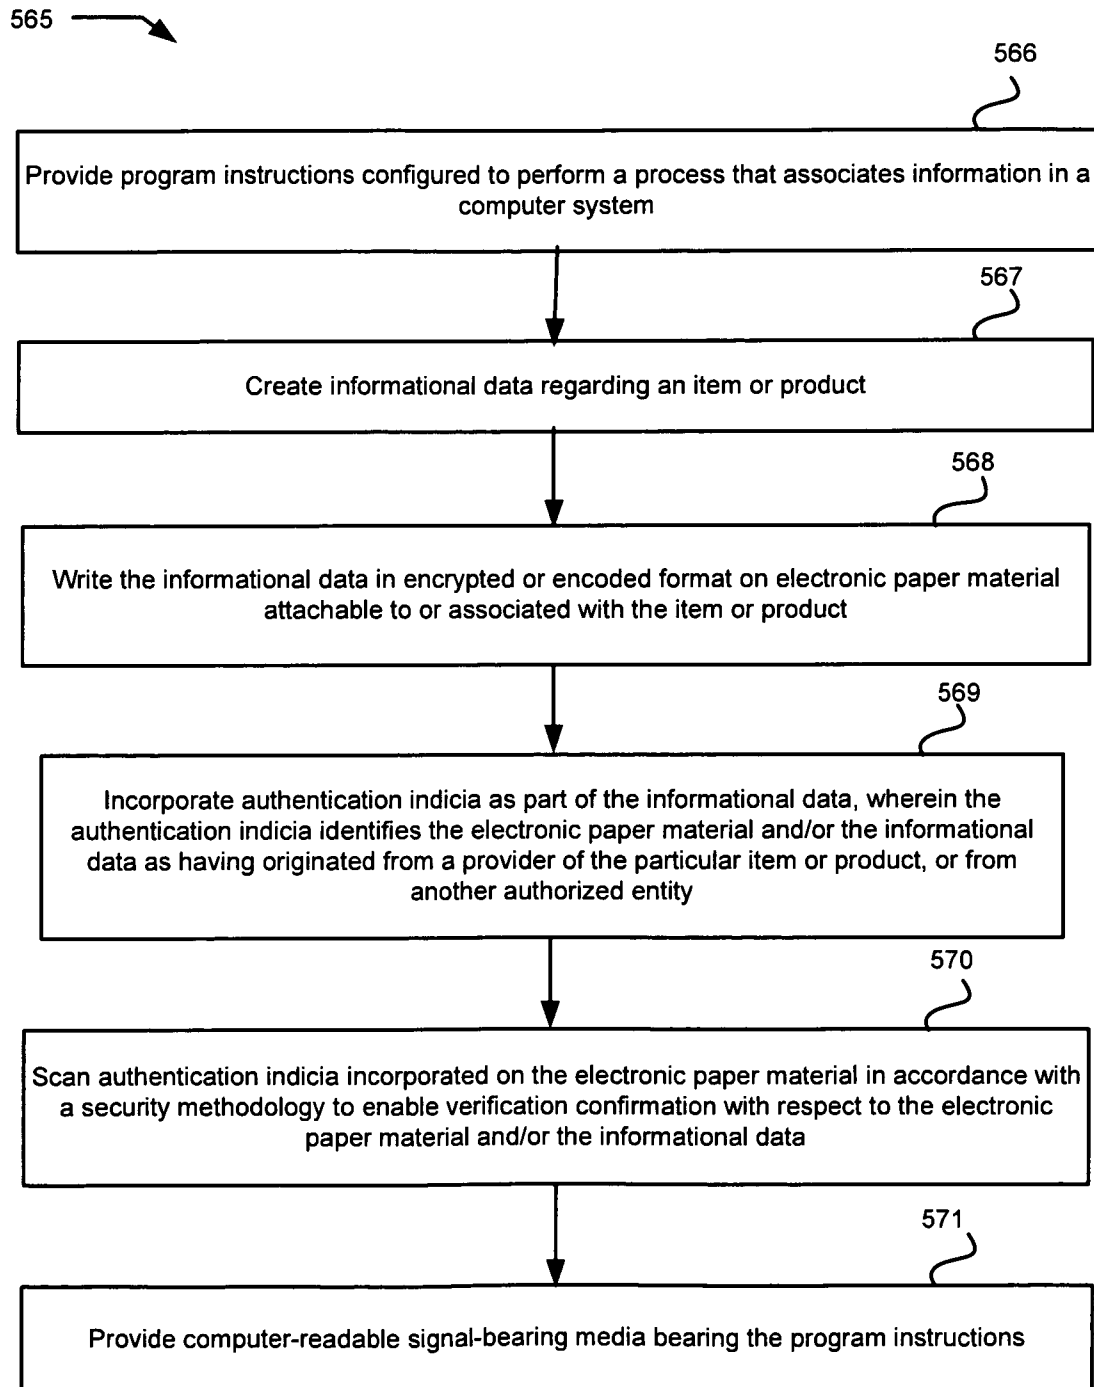 565
566
Provide program instructions configured to perform a process that associates information in a
computer system
567
Create informational data regarding an item or product
568
Write the informational data in encrypted or encoded format on electronic paper material
attachable to or associated with the item or product
569
Incorporate authentication indicia as part of the informational data, wherein the
authentication indicia identifies the electronic paper material and/or the informational
data as having originated from a provider of the particular item or product, or from
another authorized entity
570
Scan authentication indicia incorporated on the electronic paper material in accordance with
a security methodology to enable verification confirmation with respect to the electronic
paper material and/or the informational data
571
Provide computer-readable signal-bearing media bearing the program instructions